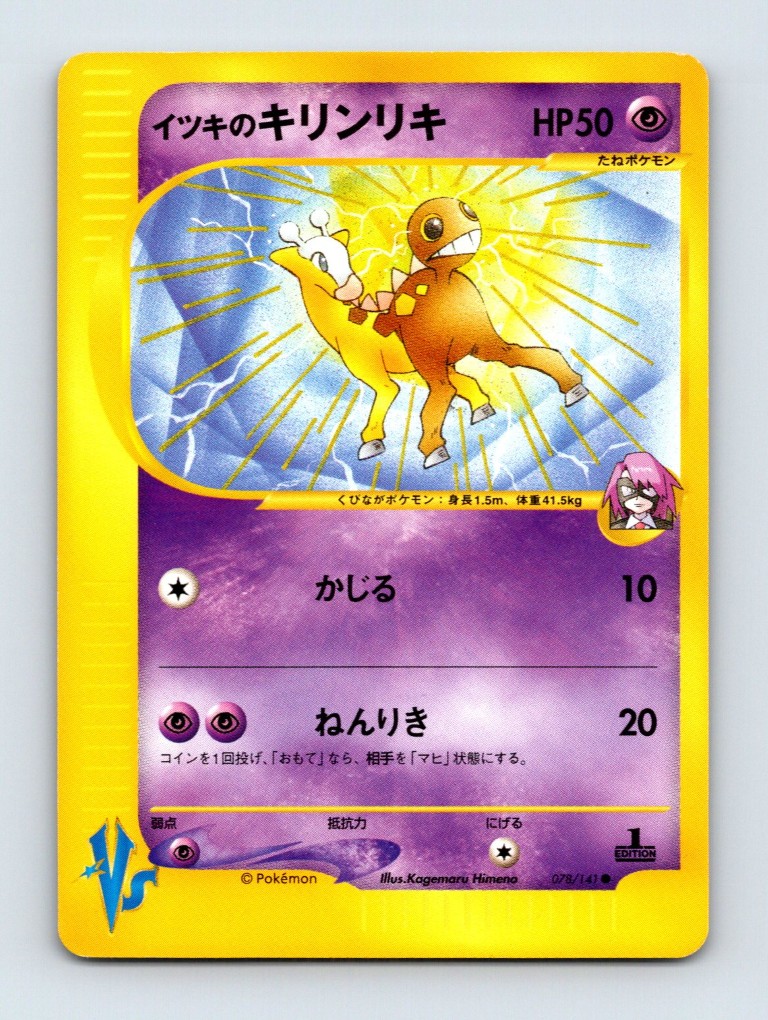 イツキのキリンリキ HP50
たねポケモン
くびながポケモン：身長1.5m、体重41.5kg
かじる 10
ねんりき 20
コインを1回投げ、「おもて」なら、相手を「マヒ」状態にする。
弱点 抵抗力 にげる
1
EDITION
VS
© Pokémon Illus.Kagemaru Himeno 078/141